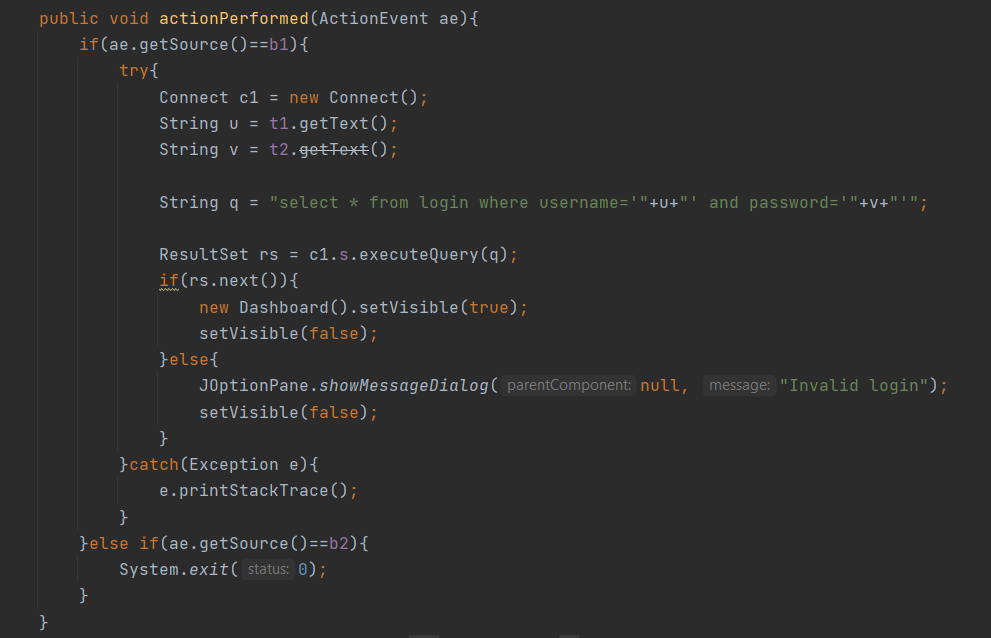 public void actionPerformed(ActionEvent ae){
if(ae.getSource()==b1){
try{
Connect c1 = new Connect();
String u = t1.getText();
String v = t2.getText();
String q = "select * from login where username='"+u+"' and password='"+v+"'";
ResultSet rs = c1.s.executeQuery(q);
if(rs.next()){
new Dashboard().setVisible(true);
setVisible(false);
}else{
JOptionPane.showMessageDialog( parentComponent: null, message: "Invalid login");
setVisible(false);
}
}catch(Exception e){
e.printStackTrace();
}
}else if(ae.getSource()==b2){
System.exit( status: 0);
}
}